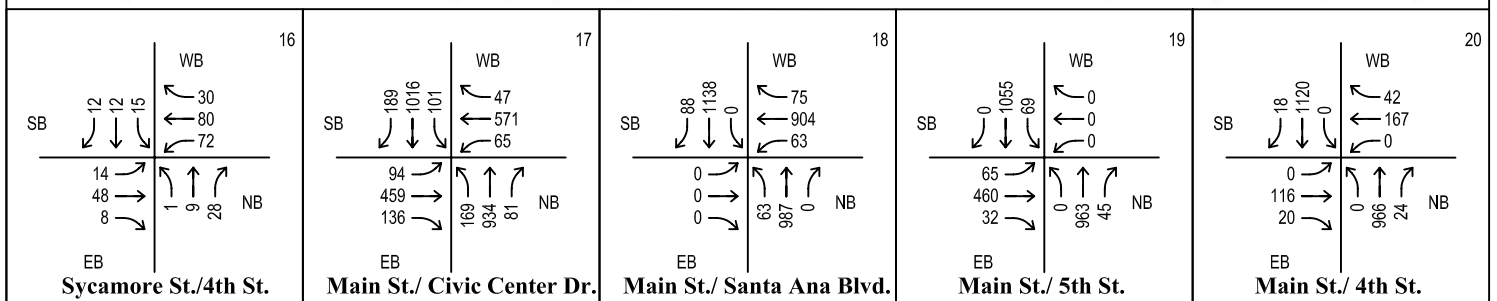 16
WB
SB
12
12
15
30
80
72
14
48
8
1
9
28
NB
EB
Sycamore St./4th St.
17
WB
SB
189
1016
101
47
571
65
94
459
136
169
934
81
NB
EB
Main St./ Civic Center Dr.
18
WB
SB
88
1138
0
75
904
63
0
0
0
63
987
0
NB
EB
Main St./ Santa Ana Blvd.
19
WB
SB
0
1055
69
0
0
0
65
460
32
0
963
45
NB
EB
Main St./ 5th St.
20
WB
SB
18
1120
0
42
167
0
0
116
20
0
966
24
NB
EB
Main St./ 4th St.